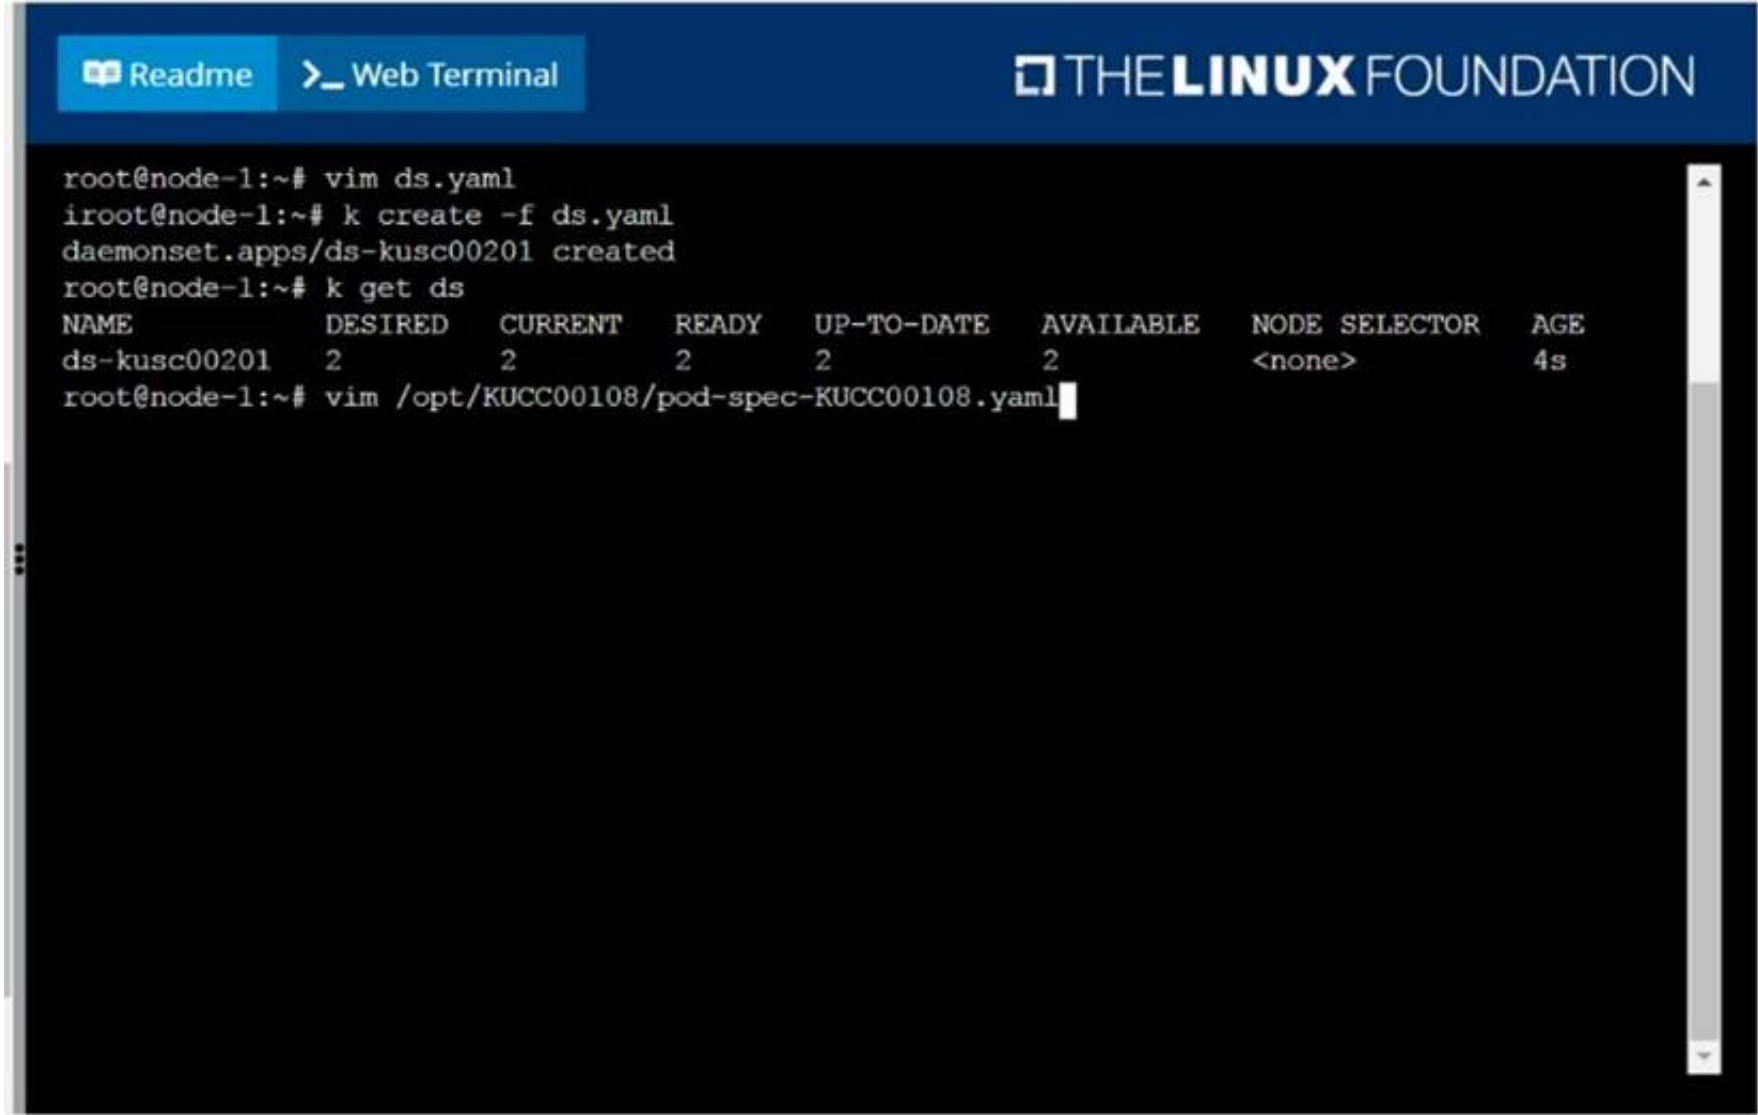 Readme >_ Web Terminal THE LINUX FOUNDATION
root@node-1:~# vim ds.yaml
iroot@node-1:~# k create -f ds.yaml
daemonset.apps/ds-kusc00201 created
root@node-1:~# k get ds
NAME DESIRED CURRENT READY UP-TO-DATE AVAILABLE NODE SELECTOR AGE
ds-kusc00201 2 2 2 2 2 <none> 4s
root@node-1:~# vim /opt/KUCC00108/pod-spec-KUCC00108.yaml